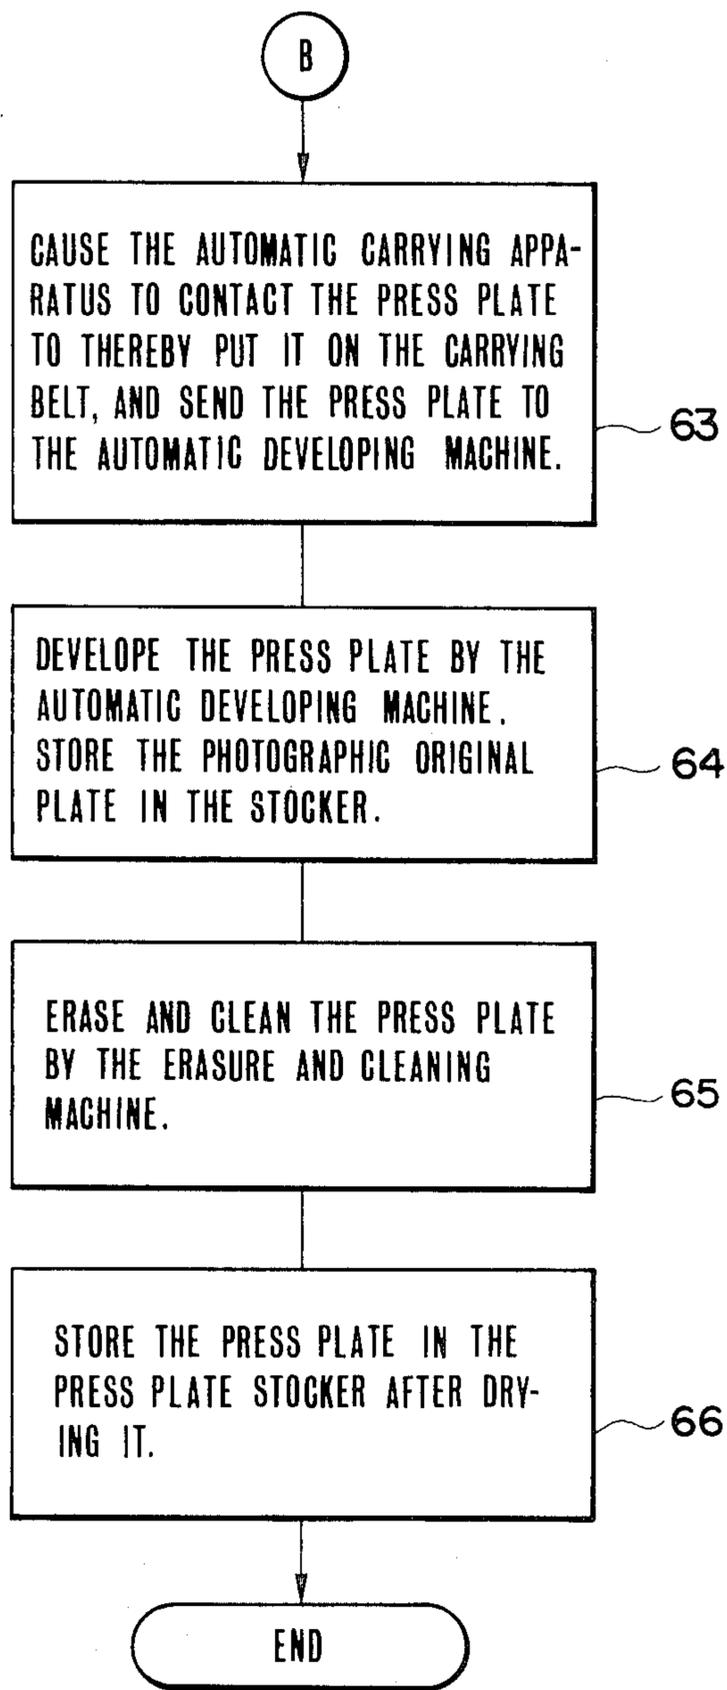 B
CAUSE THE AUTOMATIC CARRYING APPA-
RATUS TO CONTACT THE PRESS PLATE
TO THEREBY PUT IT ON THE CARRYING
BELT, AND SEND THE PRESS PLATE TO
THE AUTOMATIC DEVELOPING MACHINE.
63
DEVELOPE THE PRESS PLATE BY THE
AUTOMATIC DEVELOPING MACHINE.
STORE THE PHOTOGRAPHIC ORIGINAL
PLATE IN THE STOCKER.
64
ERASE AND CLEAN THE PRESS PLATE
BY THE ERASURE AND CLEANING
MACHINE.
65
STORE THE PRESS PLATE IN THE
PRESS PLATE STOCKER AFTER DRY-
ING IT.
66
END